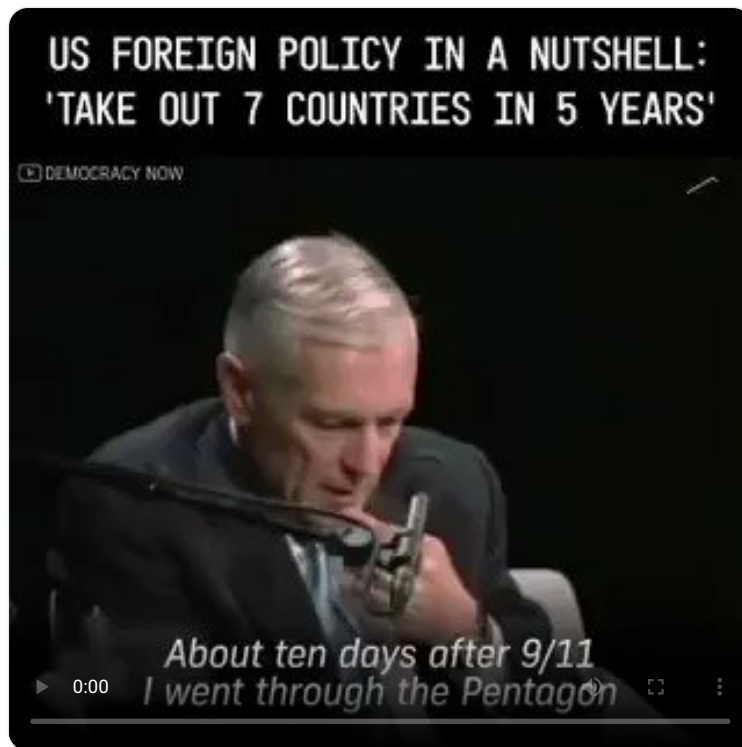 US FOREIGN POLICY IN A NUTSHELL:
'TAKE OUT 7 COUNTRIES IN 5 YEARS'
DEMOCRACY NOW
About ten days after 9/11
I went through the Pentagon
0:00